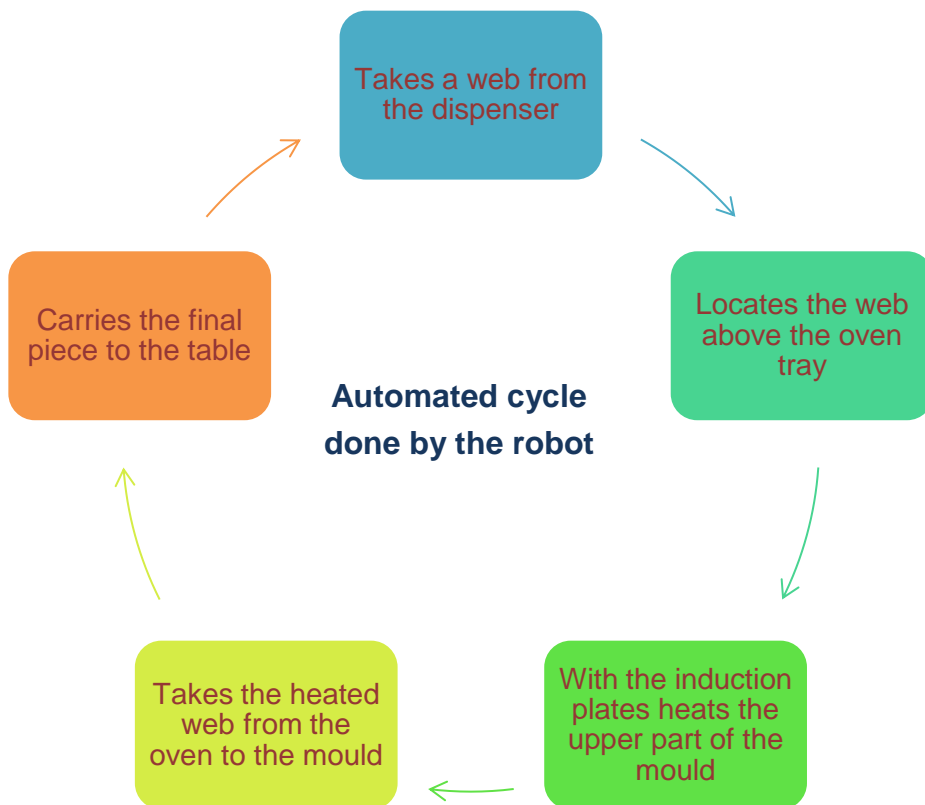 Takes a web from
the dispenser
Locates the web
above the oven
tray
With the induction
plates heats the
upper part of the
mould
Takes the heated
web from the
oven to the mould
Carries the final
piece to the table
Automated cycle
done by the robot